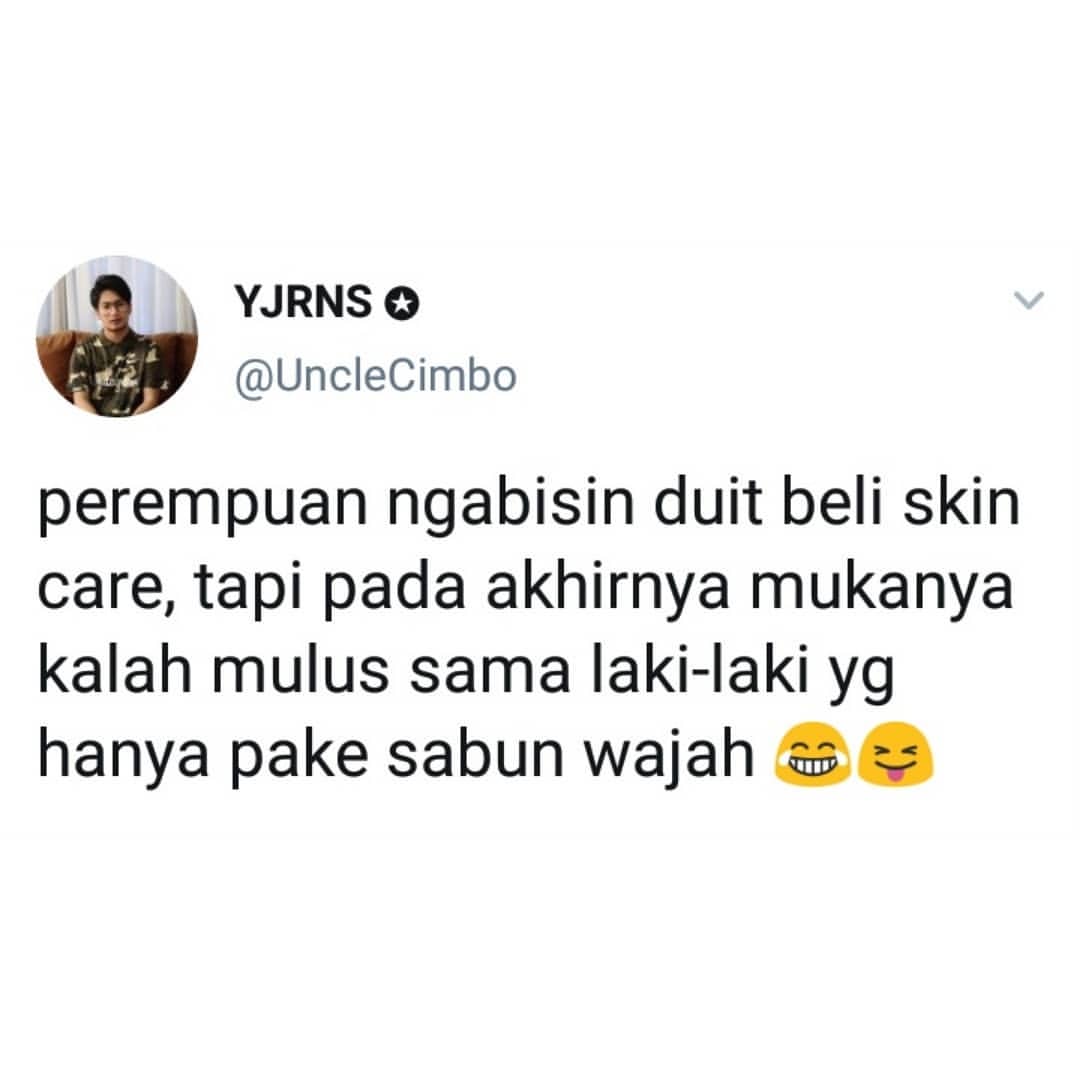 YJRNS ✪
@UncleCimbo
perempuan ngabisin duit beli skin
care, tapi pada akhirnya mukanya
kalah mulus sama laki-laki yg
hanya pake sabun wajah 😂😝